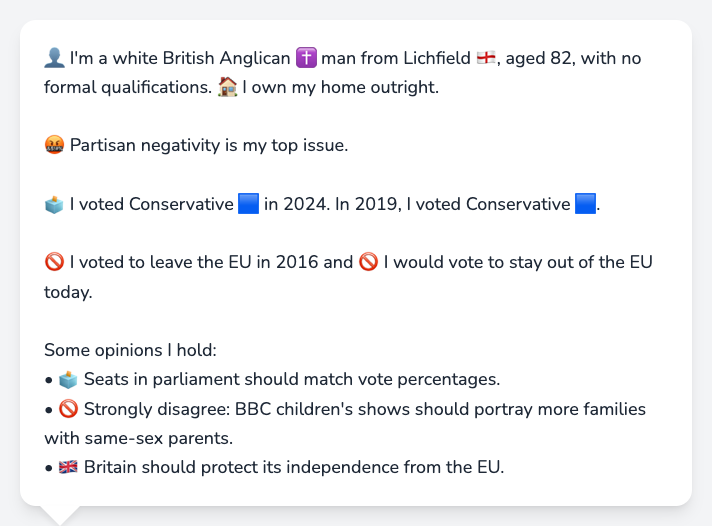 👤 I'm a white British Anglican ✝️ man from Lichfield 🏴󠁧󠁢󠁥󠁮󠁧󠁿, aged 82, with no
formal qualifications. 🏠 I own my home outright.
🤬 Partisan negativity is my top issue.
🗳️ I voted Conservative 🟦 in 2024. In 2019, I voted Conservative 🟦.
🚫 I voted to leave the EU in 2016 and 🚫 I would vote to stay out of the EU
today.
Some opinions I hold:
• 🗳️ Seats in parliament should match vote percentages.
• 🚫 Strongly disagree: BBC children's shows should portray more families
with same-sex parents.
• 🇬🇧 Britain should protect its independence from the EU.